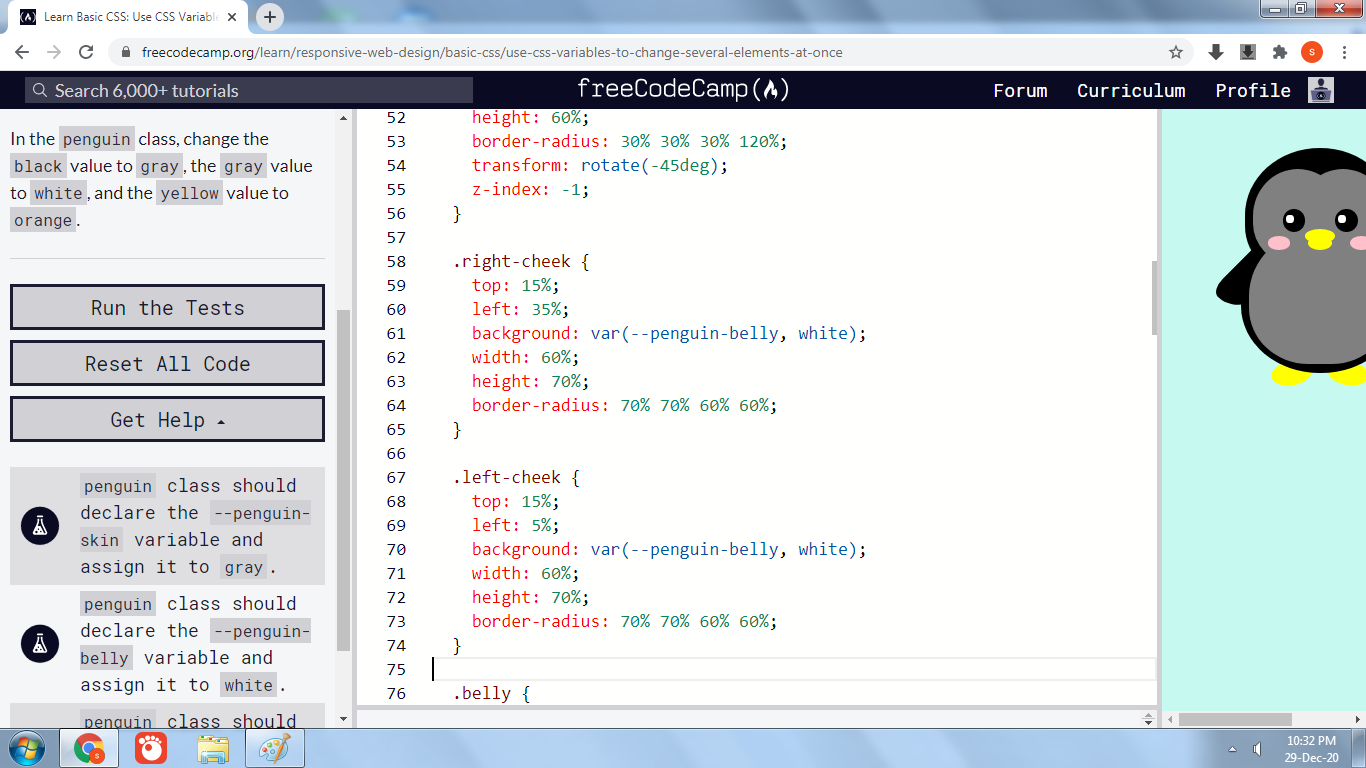 Learn Basic CSS: Use CSS Variable
freecodecamp.org/learn/responsive-web-design/basic-css/use-css-variables-to-change-several-elements-at-once
S
Search 6,000+ tutorials
freeCodeCamp
Forum
Curriculum
Profile
In the penguin class, change the
black value to gray, the gray value
to white, and the yellow value to
orange.
Run the Tests
Reset All Code
Get Help
penguin class should
declare the --penguin-
skin variable and
assign it to gray.
penguin class should
declare the --penguin-
belly variable and
assign it to white.
penguin class should
52 height: 60%;
53 border-radius: 30% 30% 30% 120%;
54 transform: rotate(-45deg);
55 z-index: -1;
56 }
57
58 .right-cheek {
59 top: 15%;
60 left: 35%;
61 background: var(--penguin-belly, white);
62 width: 60%;
63 height: 70%;
64 border-radius: 70% 70% 60% 60%;
65 }
66
67 .left-cheek {
68 top: 15%;
69 left: 5%;
70 background: var(--penguin-belly, white);
71 width: 60%;
72 height: 70%;
73 border-radius: 70% 70% 60% 60%;
74 }
75
76 .belly {
10:32 PM
29-Dec-20